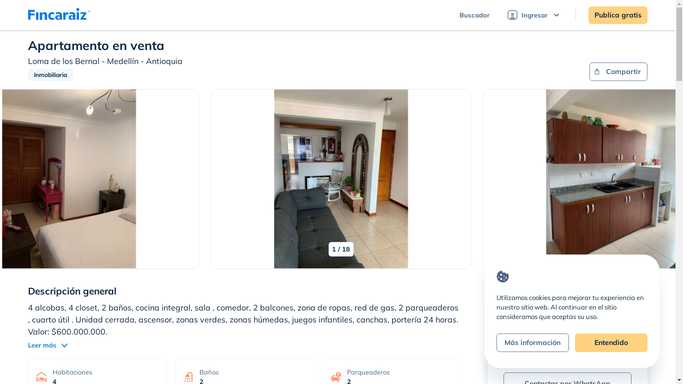 Fincaraiz
Buscador
Ingresar
Publica gratis
Apartamento en venta
Loma de los Bernal - Medellín - Antioquia
Inmobiliaria
Compartir
1 / 18
Descripción general
4 alcobas, 4 closet, 2 baños, cocina integral, sala , comedor, 2 balcones, zona de ropas, red de gas, 2 parqueaderos
, cuarto útil . Unidad cerrada, ascensor, zonas verdes, zonas húmedas, juegos infantiles, canchas, portería 24 horas.
Valor: $600.000.000.
Leer más
Habitaciones
4
Baños
2
Parqueaderos
2
Utilizamos cookies para mejorar tu experiencia en
nuestro sitio web. Al continuar en el sitio
consideramos que aceptas su uso.
Más información
Entendido
Contactar por WhatsApp